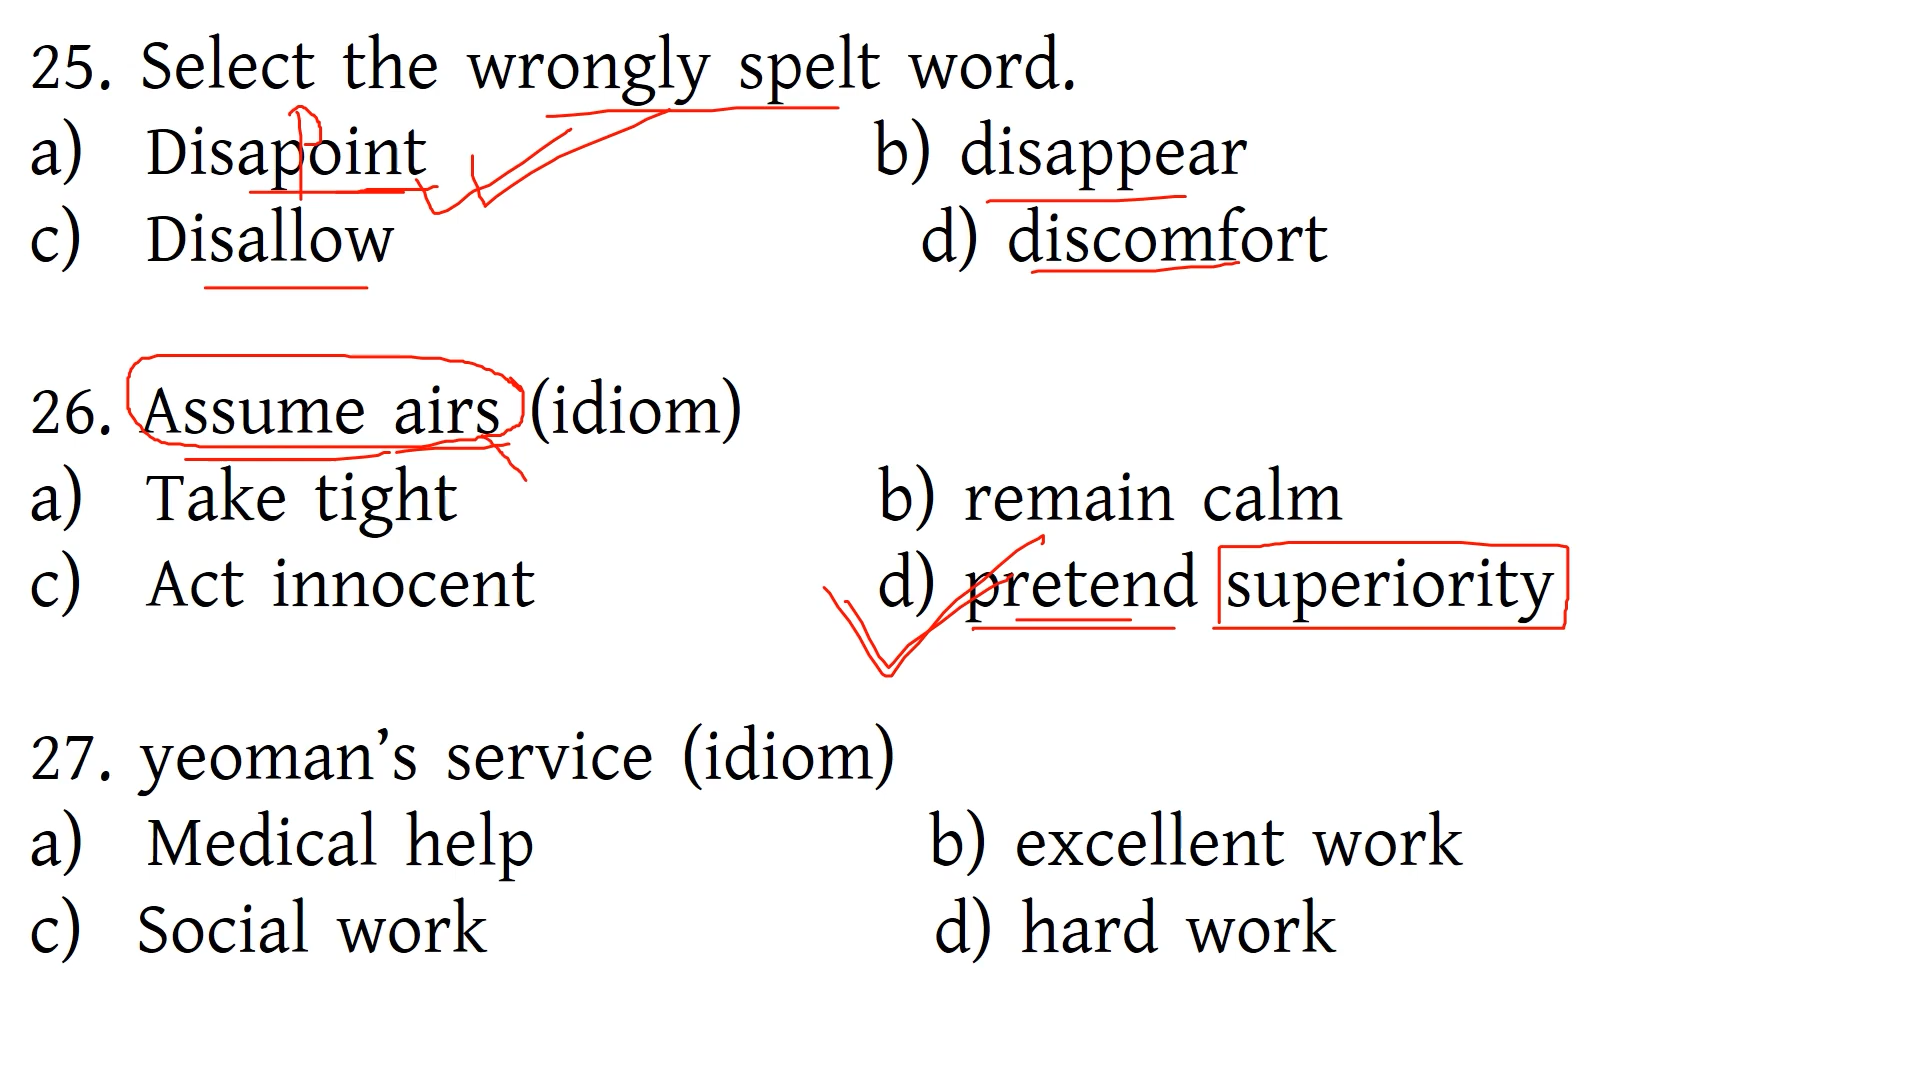 25. Select the wrongly spelt word.
a) Disapoint b) disappear
c) Disallow d) discomfort
26. Assume airs (idiom)
a) Take tight b) remain calm
c) Act innocent d) pretend superiority
27. yeoman’s service (idiom)
a) Medical help b) excellent work
c) Social work d) hard work